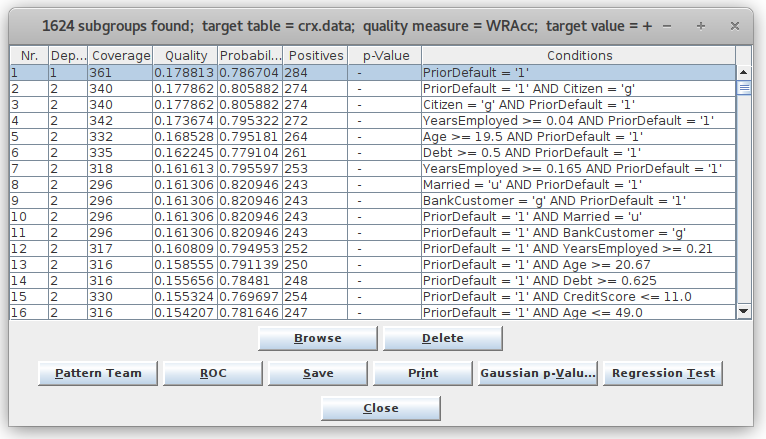 1624 subgroups found; target table = crx.data; quality measure = WRAcc; target value = +
Nr. Dep... Coverage Quality Probabil... Positives p-Value Conditions
1 1 361 0.178813 0.786704 284 - PriorDefault = '1'
2 2 340 0.177862 0.805882 274 - PriorDefault = '1' AND Citizen = 'g'
3 2 340 0.177862 0.805882 274 - Citizen = 'g' AND PriorDefault = '1'
4 2 342 0.173674 0.795322 272 - YearsEmployed >= 0.04 AND PriorDefault = '1'
5 2 332 0.168528 0.795181 264 - Age >= 19.5 AND PriorDefault = '1'
6 2 335 0.162245 0.779104 261 - Debt >= 0.5 AND PriorDefault = '1'
7 2 318 0.161613 0.795597 253 - YearsEmployed >= 0.165 AND PriorDefault = '1'
8 2 296 0.161306 0.820946 243 - Married = 'u' AND PriorDefault = '1'
9 2 296 0.161306 0.820946 243 - BankCustomer = 'g' AND PriorDefault = '1'
10 2 296 0.161306 0.820946 243 - PriorDefault = '1' AND Married = 'u'
11 2 296 0.161306 0.820946 243 - PriorDefault = '1' AND BankCustomer = 'g'
12 2 317 0.160809 0.794953 252 - PriorDefault = '1' AND YearsEmployed >= 0.21
13 2 316 0.158555 0.791139 250 - PriorDefault = '1' AND Age >= 20.67
14 2 316 0.155656 0.78481 248 - PriorDefault = '1' AND Debt >= 0.625
15 2 330 0.155324 0.769697 254 - PriorDefault = '1' AND CreditScore <= 11.0
16 2 316 0.154207 0.781646 247 - PriorDefault = '1' AND Age <= 49.0
Browse Delete
Pattern Team ROC Save Print Gaussian p-Valu... Regression Test
Close